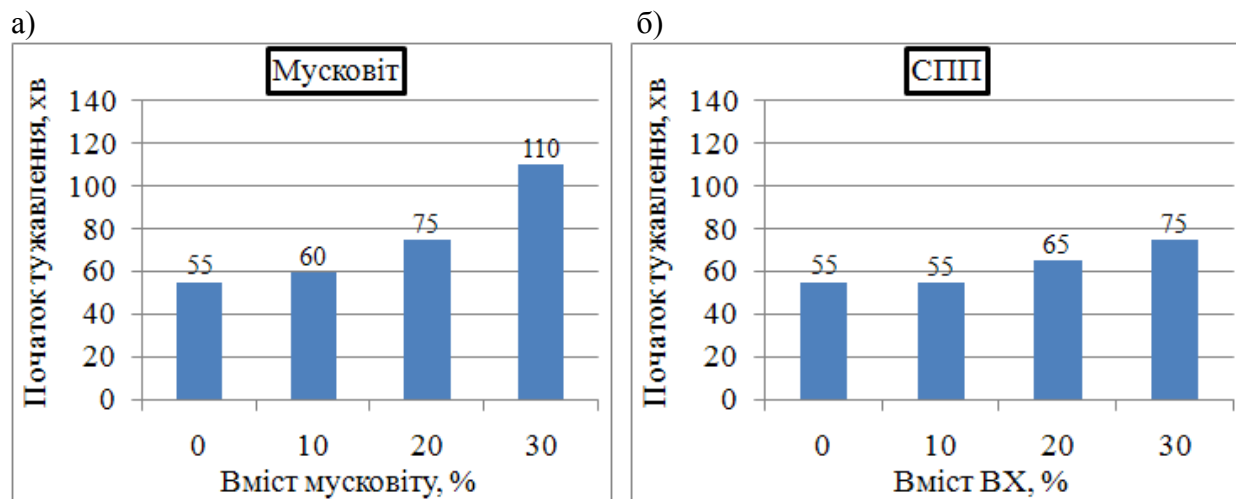 а)
Мусковіт
Початок тужавлення, хв
140
120
100
80
60
40
20
0
55
60
75
110
0 10 20 30
Вміст мусковіту, %
б)
СПП
Початок тужавлення, хв
140
120
100
80
60
40
20
0
55
55
65
75
0 10 20 30
Вміст ВХ, %